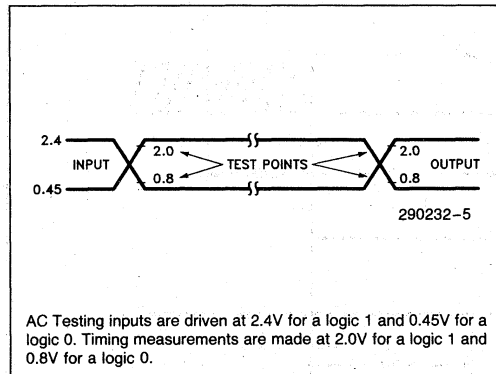 2.4
INPUT
0.45
2.0
0.8
TEST POINTS
2.0
0.8
OUTPUT
290232-5
AC Testing inputs are driven at 2.4V for a logic 1 and 0.45V for a
logic 0. Timing measurements are made at 2.0V for a logic 1 and
0.8V for a logic 0.